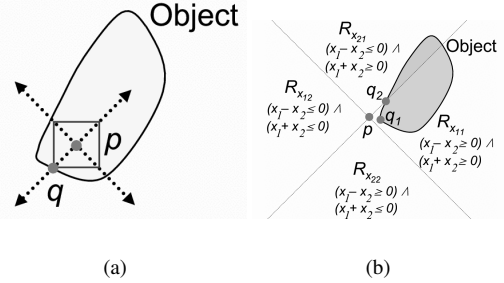 Object
p
q
(a)
R_{x_{21}}
(x_1 - x_2 ≤ 0) ∧
(x_1 + x_2 ≥ 0)
Object
q_2
R_{x_{12}}
(x_1 - x_2 ≤ 0) ∧
(x_1 + x_2 ≤ 0)
p
q_1
R_{x_{11}}
(x_1 - x_2 ≥ 0) ∧
(x_1 + x_2 ≥ 0)
R_{x_{22}}
(x_1 - x_2 ≥ 0) ∧
(x_1 + x_2 ≤ 0)
(b)